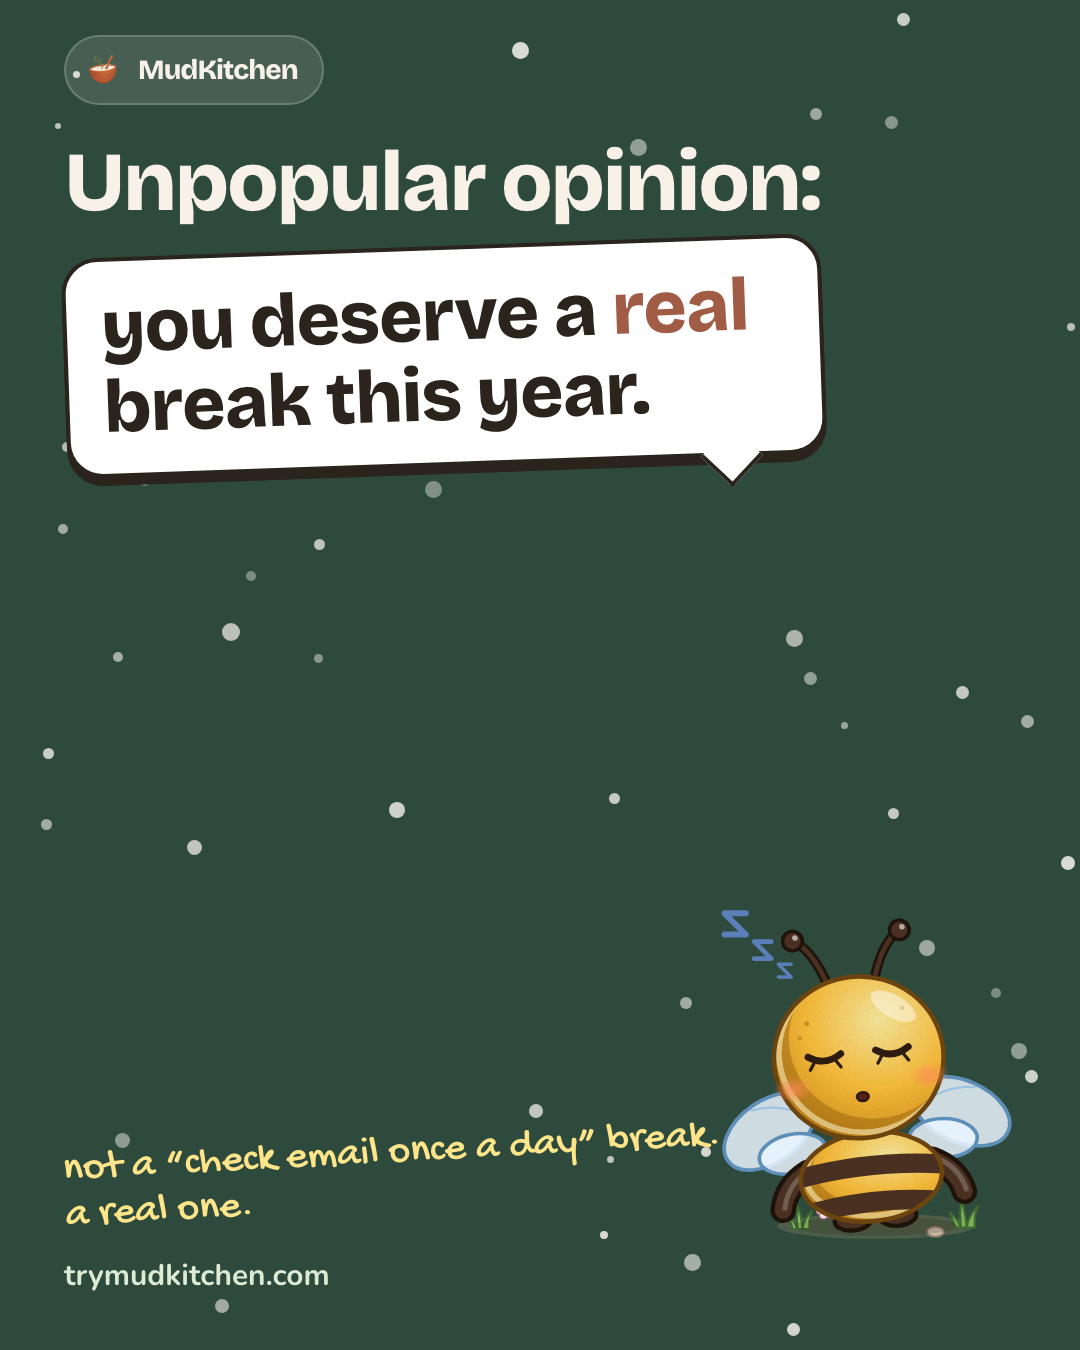 MudKitchen
Unpopular opinion:
you deserve a real
break this year.
z
z
z
not a “check email once a day” break.
a real one.
trymudkitchen.com